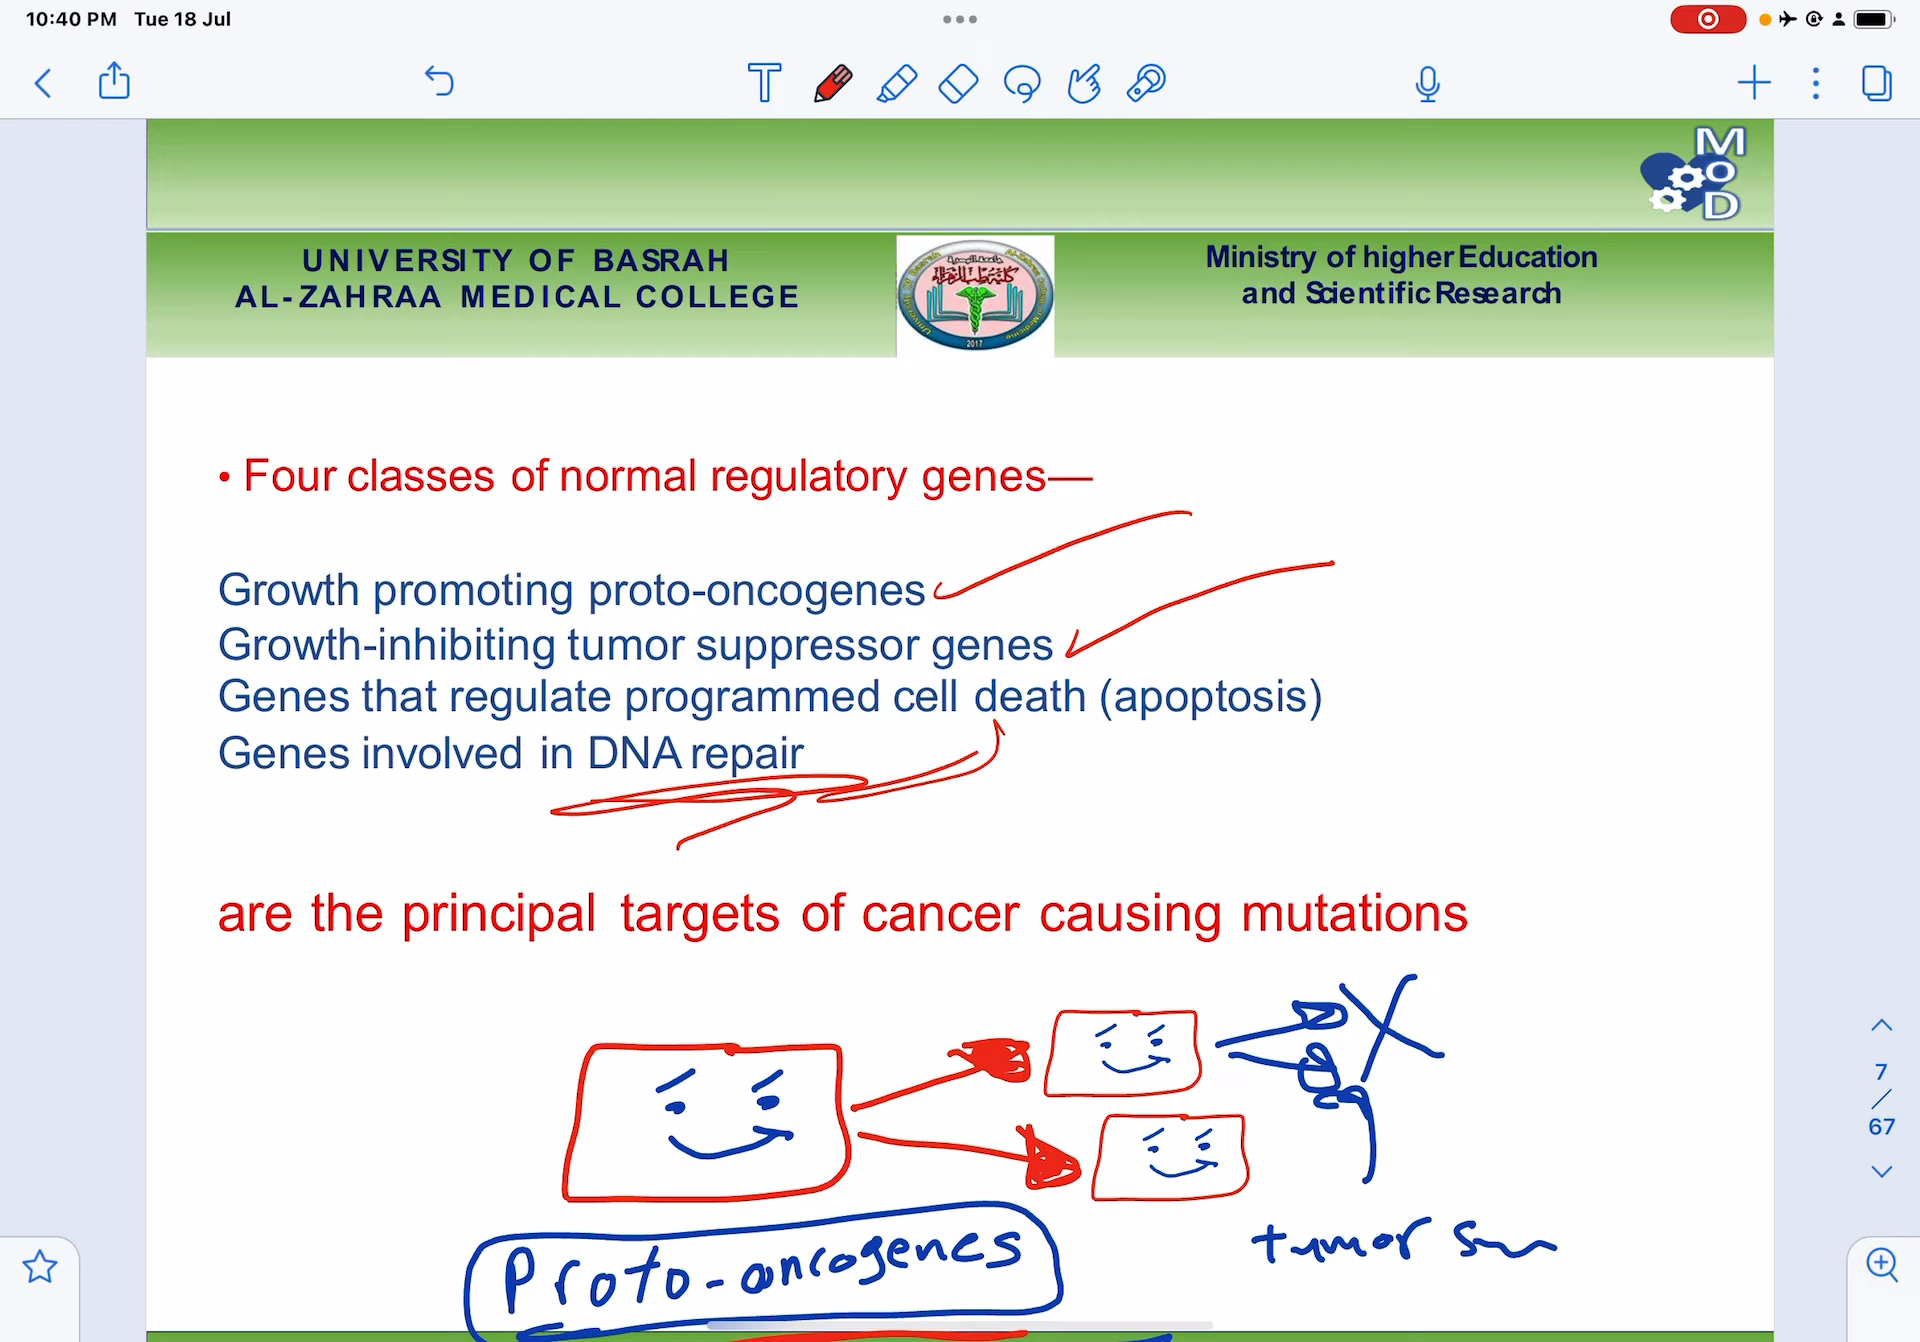 10:40 PM Tue 18 Jul
T
M
O
D
UNIVERSITY OF BASRAH
AL-ZAHRAA MEDICAL COLLEGE
2017
Ministry of higher Education
and Scientific Research
• Four classes of normal regulatory genes—
Growth promoting proto-oncogenes
Growth-inhibiting tumor suppressor genes
Genes that regulate programmed cell death (apoptosis)
Genes involved in DNA repair
are the principal targets of cancer causing mutations
Proto-oncogenes
tumor
7
/
67